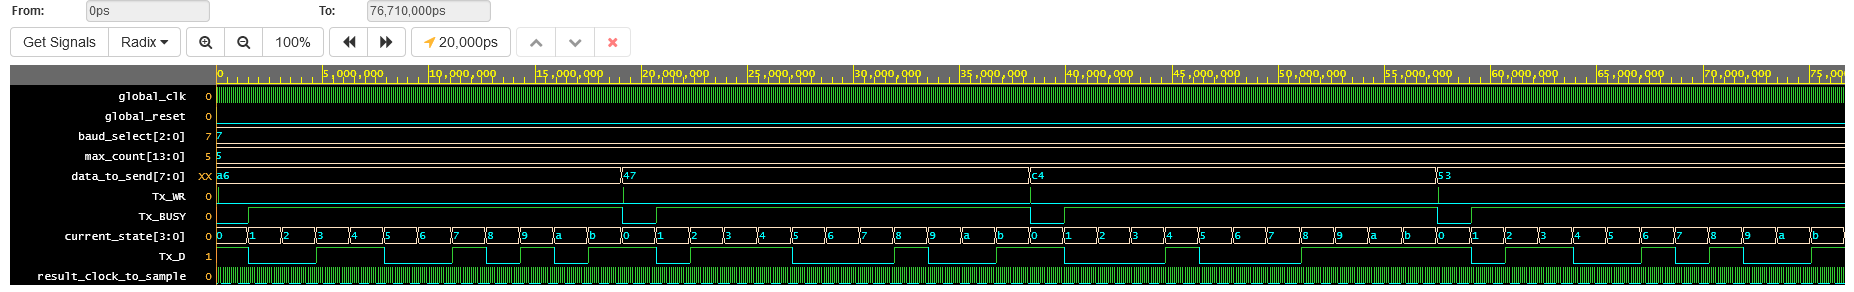 From: 0ps To: 76,710,000ps
Get Signals Radix 100% 20,000ps
0 5,000,000 10,000,000 15,000,000 20,000,000 25,000,000 30,000,000 35,000,000 40,000,000 45,000,000 50,000,000 55,000,000 60,000,000 65,000,000 70,000,000 75,00
global_clk 0
global_reset 0
baud_select[2:0] 7 7
max_count[13:0] 5 5
data_to_send[7:0] XX a6 47 c4 53
Tx_WR 0
Tx_BUSY 0
current_state[3:0] 0 0 1 2 3 4 5 6 7 8 9 a b 0 1 2 3 4 5 6 7 8 9 a b 0 1 2 3 4 5 6 7 8 9 a b 0 1 2 3 4 5 6 7 8 9 a b
Tx_D 1
result_clock_to_sample 0